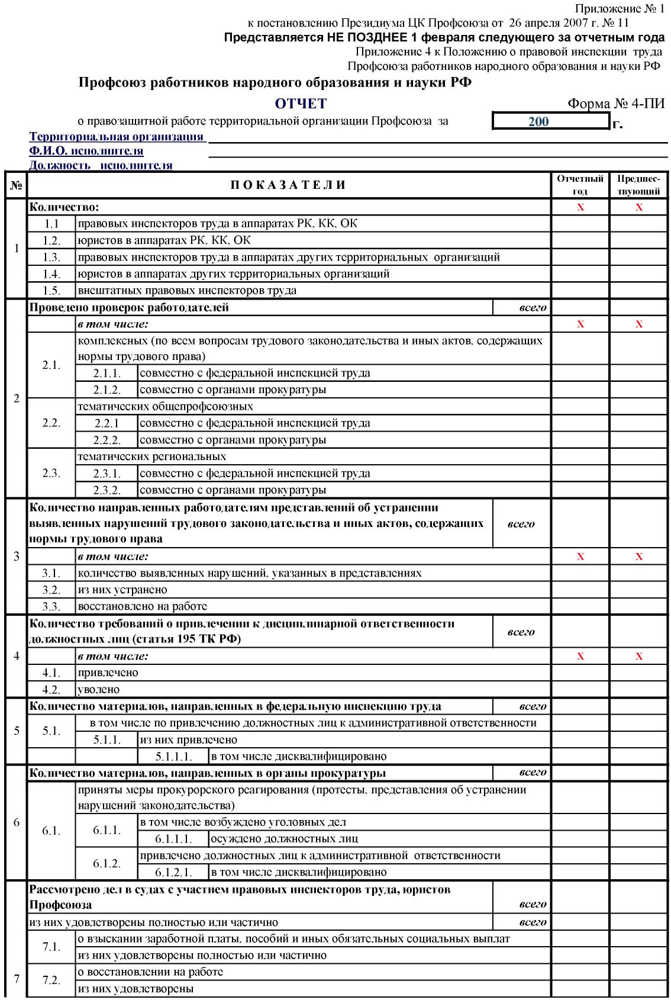 Приложение № 1
к постановлению Президиума ЦК Профсоюза от 26 апреля 2007 г. № 11
Представляется НЕ ПОЗДНЕЕ 1 февраля следующего за отчетным года
Приложение 4 к Положению о правовой инспекции труда
Профсоюза работников народного образования и науки РФ
Профсоюз работников народного образования и науки РФ
ОТЧЕТ Форма № 4-ПИ
о правозащитной работе территориальной организации Профсоюза за 200 г.
Территориальная организация
Ф.И.О. исполнителя
Должность исполнителя
№ ПОКАЗАТЕЛИ Отчетный год Предшес-твующий
1 Количество: X X
1.1 правовых инспекторов труда в аппаратах РК, КК, ОК
1.2. юристов в аппаратах РК, КК, ОК
1.3. правовых инспекторов труда в аппаратах других территориальных организаций
1.4. юристов в аппаратах других территориальных организаций
1.5. внештатных правовых инспекторов труда
2 Проведено проверок работодателей всего
в том числе: X X
2.1. комплексных (по всем вопросам трудового законодательства и иных актов, содержащих
нормы трудового права)
2.1.1. совместно с федеральной инспекцией труда
2.1.2. совместно с органами прокуратуры
2.2. тематических общепрофсоюзных
2.2.1 совместно с федеральной инспекцией труда
2.2.2. совместно с органами прокуратуры
2.3. тематических региональных
2.3.1. совместно с федеральной инспекцией труда
2.3.2. совместно с органами прокуратуры
3 Количество направленных работодателям представлений об устранении
выявленных нарушений трудового законодательства и иных актов, содержащих всего
нормы трудового права
в том числе: X X
3.1. количество выявленных нарушений, указанных в представлениях
3.2. из них устранено
3.3. восстановлено на работе
4 Количество требований о привлечении к дисциплинарной ответственности
должностных лиц (статья 195 ТК РФ) всего
в том числе: X X
4.1. привлечено
4.2. уволено
5 Количество материалов, направленных в федеральную инспекцию труда всего
5.1. в том числе по привлечению должностных лиц к административной ответственности
5.1.1. из них привлечено
5.1.1.1. в том числе дисквалифицировано
6 Количество материалов, направленных в органы прокуратуры всего
6.1. приняты меры прокурорского реагирования (протесты, представления об устранении
нарушений законодательства)
6.1.1. в том числе возбуждено уголовных дел
6.1.1.1. осуждено должностных лиц
6.1.2. привлечено должностных лиц к административной ответственности
6.1.2.1. в том числе дисквалифицировано
7 Рассмотрено дел в судах с участием правовых инспекторов труда, юристов
Профсоюза всего
из них удовлетворены полностью или частично всего
7.1. о взыскании заработной платы, пособий и иных обязательных социальных выплат
из них удовлетворены полностью или частично
7.2. о восстановлении на работе
из них удовлетворены